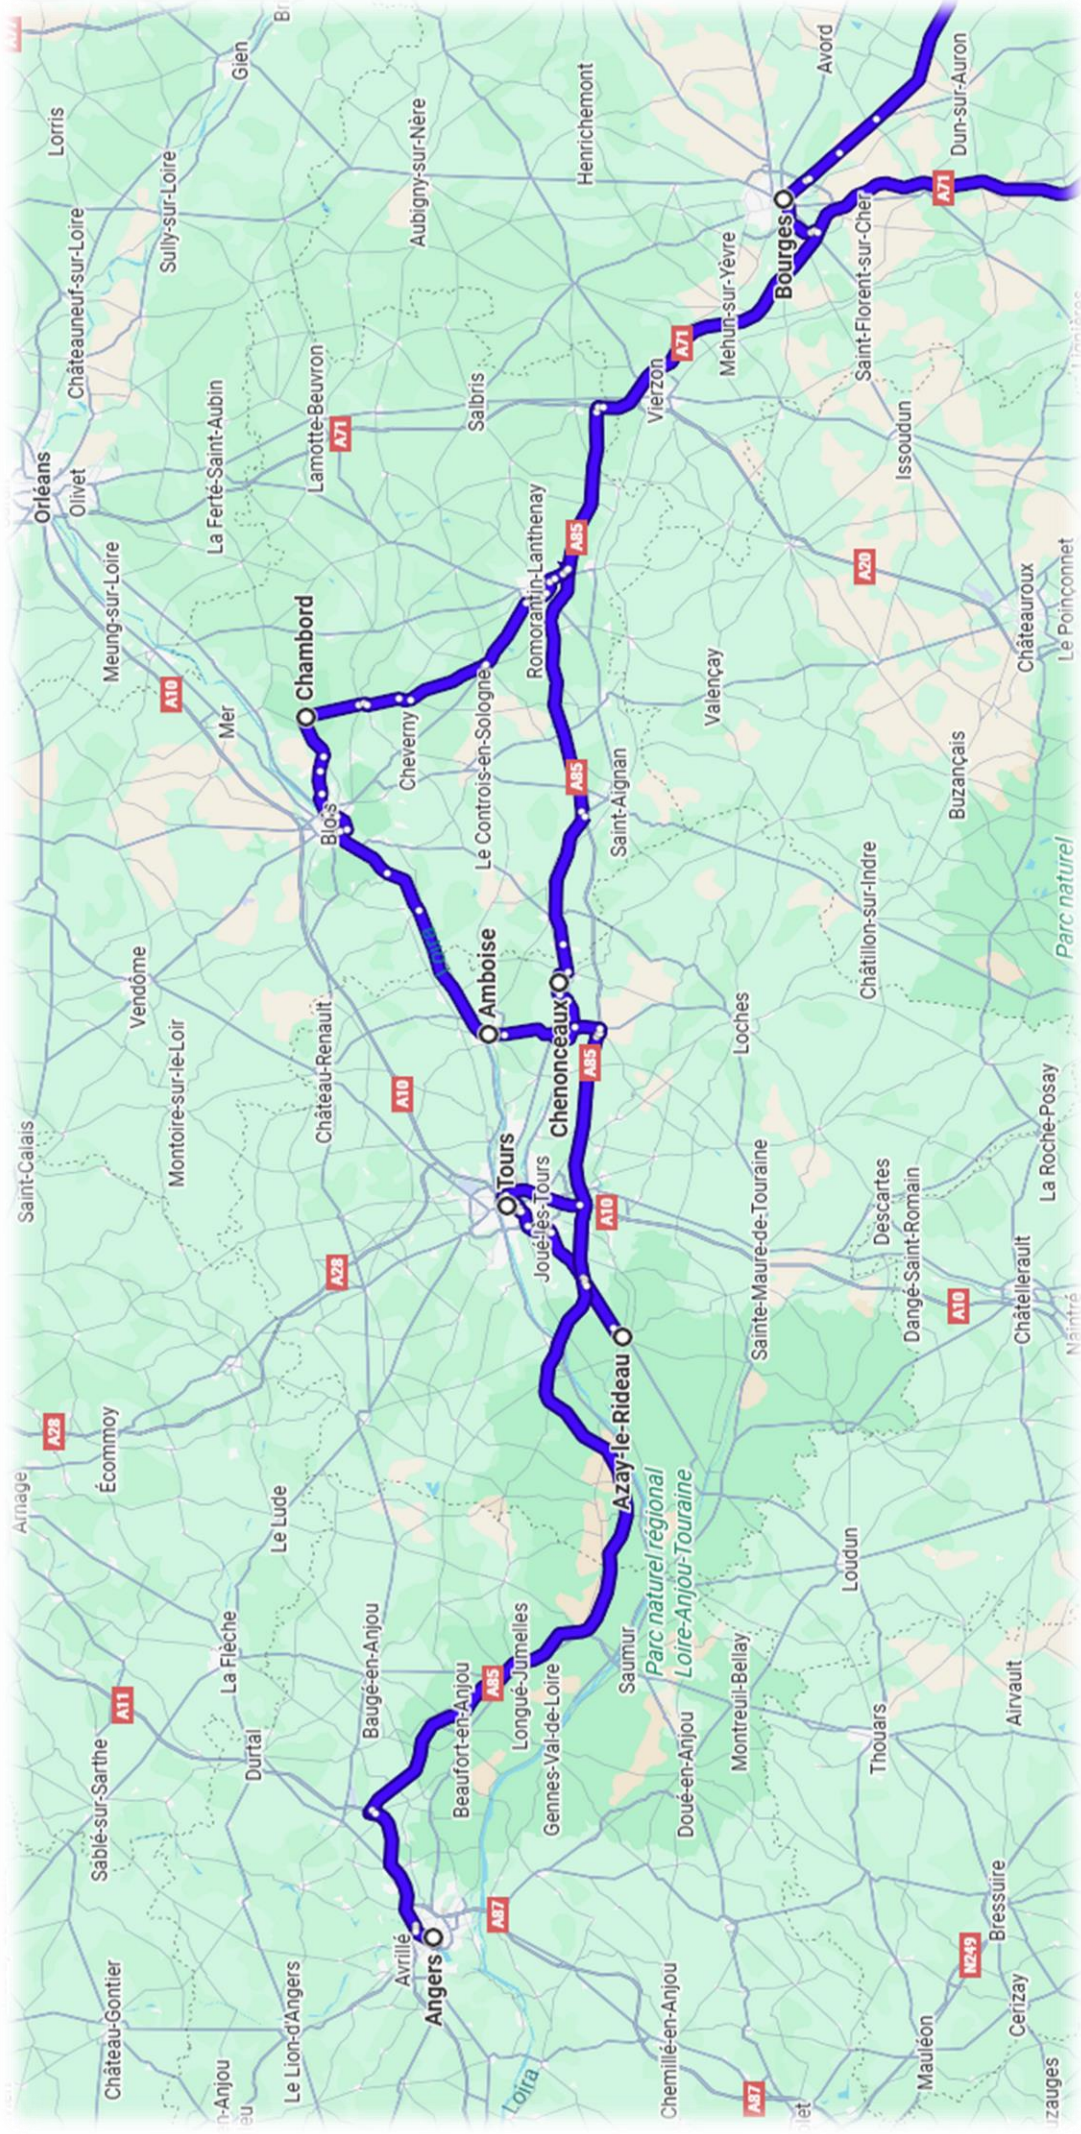 Arnage
Saint-Calais
Orléans
A28
A11
Château-Gontier
Sablé-sur-Sarthe
Écommoy
Montoire-sur-le-Loir
Vendôme
Meung-sur-Loire
Olivet
Châteauneuf-sur-Loire
Lorris
A10
Mer
La Ferté-Saint-Aubin
Sully-sur-Loire
Gien
Br
n-Anjou
eu
Durtal
La Flèche
Le Lude
Le Lion-d'Angers
A28
Château-Renault
Blois
Chambord
Lamotte-Beuvron
A71
Baugé-en-Anjou
A10
Cheverny
Aubigny-sur-Nère
Avrillé
Angers
Loira
Beaufort-en-Anjou
A85
A87
Tours
Amboise
Le Controis-en-Sologne
Salbris
Longué-Jumelles
Gennes-Val-de-Loire
Joué-lès-Tours
Chenonceaux
Romorantin-Lanthenay
Loira
A85
A85
A85
Henrichemont
A10
Saumur
Azay-le-Rideau
Saint-Aignan
Parc naturel régional
Loire-Anjou-Touraine
Vierzon
A71
Chemillé-en-Anjou
Doué-en-Anjou
Montreuil-Bellay
Sainte-Maure-de-Touraine
Loches
Valençay
Mehun-sur-Yèvre
Bourges
Avord
A87
let
Loudun
Thouars
Descartes
Dangé-Saint-Romain
Châtillon-sur-Indre
A20
Issoudun
Saint-Florent-sur-Cher
A71
Dun-sur-Auron
Mauléon
N249
Bressuire
A10
Buzançais
Cerizay
Airvault
Châtellerault
La Roche-Posay
Châteauroux
Le Poinçonnet
uzauges
Naintré
Parc naturel